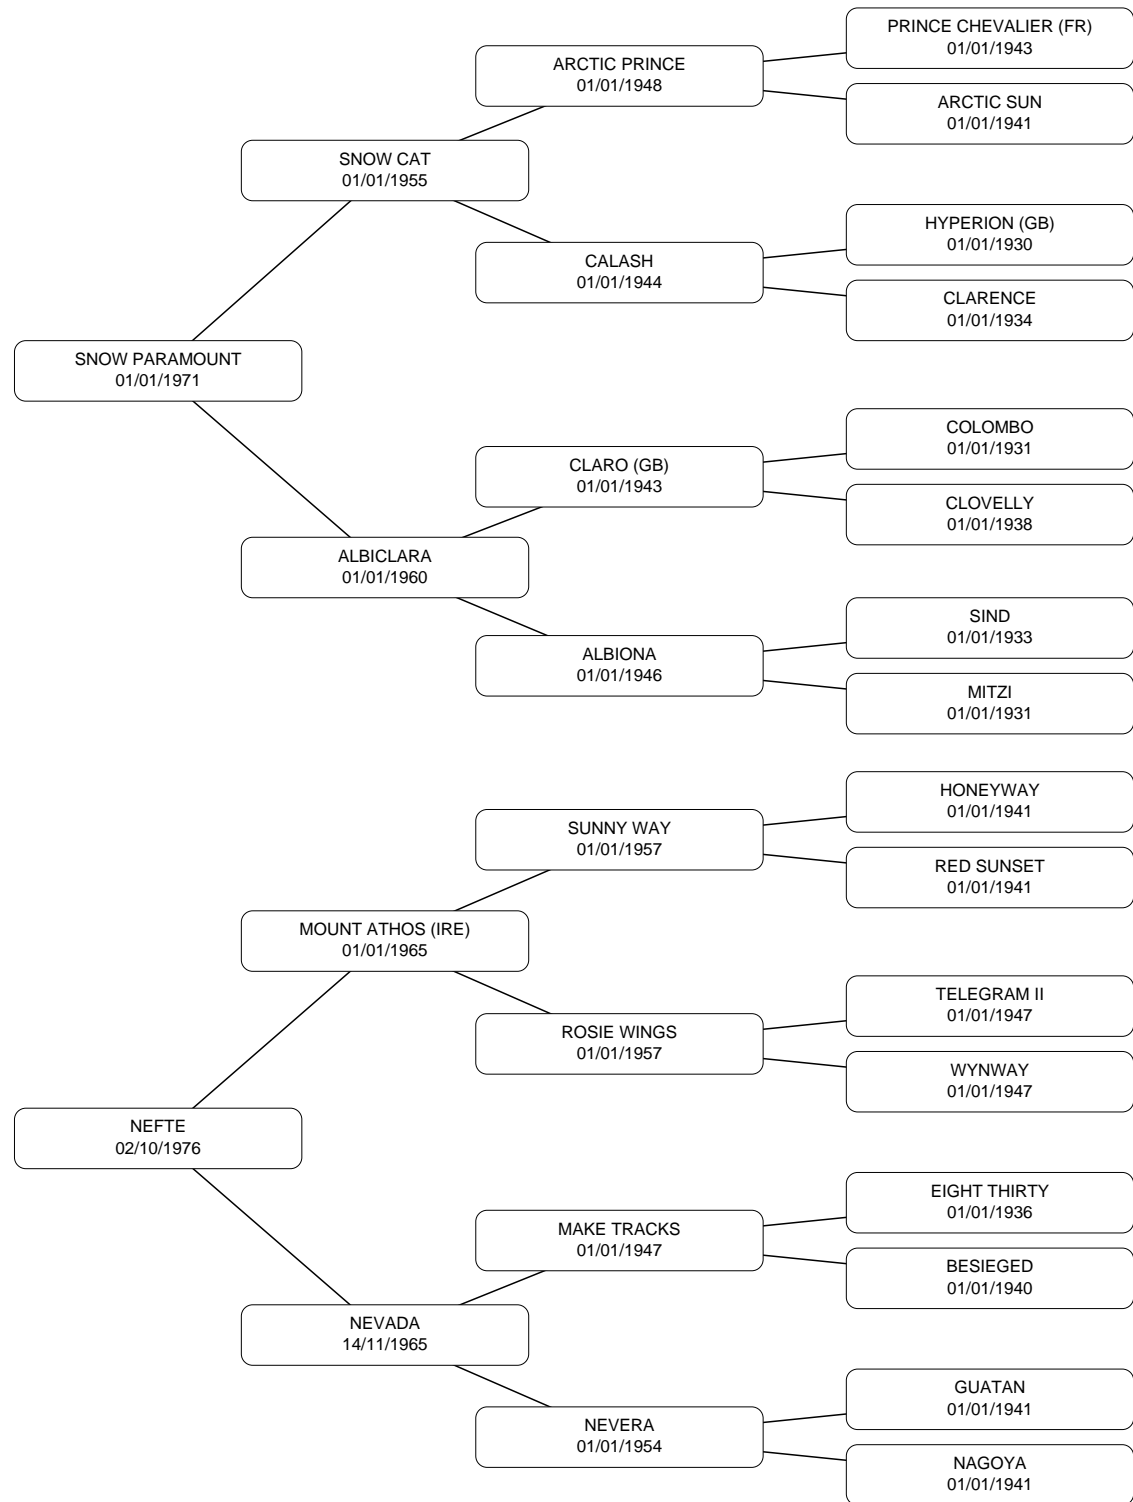 PRINCE CHEVALIER (FR)
01/01/1943
ARCTIC PRINCE
01/01/1948
ARCTIC SUN
01/01/1941
SNOW CAT
01/01/1955
HYPERION (GB)
01/01/1930
CALASH
01/01/1944
CLARENCE
01/01/1934
SNOW PARAMOUNT
01/01/1971
COLOMBO
01/01/1931
CLARO (GB)
01/01/1943
CLOVELLY
01/01/1938
ALBICLARA
01/01/1960
SIND
01/01/1933
ALBIONA
01/01/1946
MITZI
01/01/1931
HONEYWAY
01/01/1941
SUNNY WAY
01/01/1957
RED SUNSET
01/01/1941
MOUNT ATHOS (IRE)
01/01/1965
TELEGRAM II
01/01/1947
ROSIE WINGS
01/01/1957
WYNWAY
01/01/1947
NEFTE
02/10/1976
EIGHT THIRTY
01/01/1936
MAKE TRACKS
01/01/1947
BESIEGED
01/01/1940
NEVADA
14/11/1965
GUATAN
01/01/1941
NEVERA
01/01/1954
NAGOYA
01/01/1941